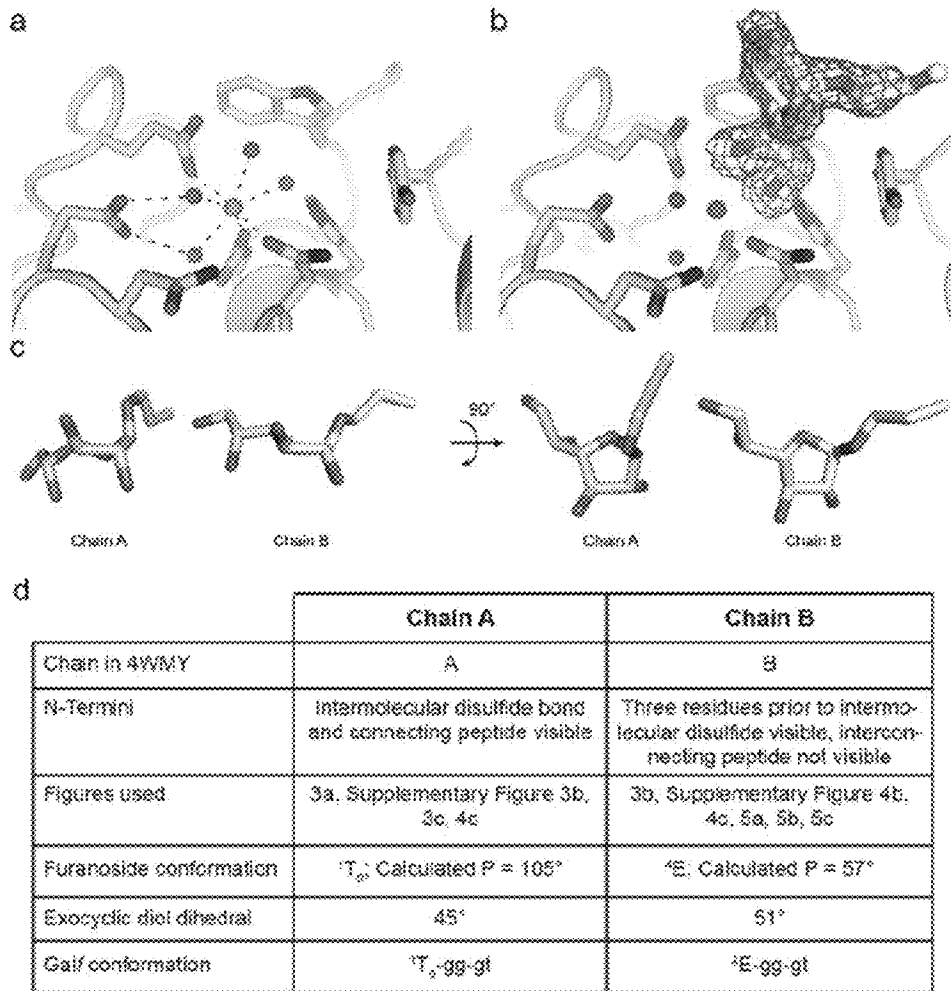 a
b
c
90°
Chain A
Chain B
Chain A
Chain B
d
Chain A
Chain B
Chain in 4WMY
A
B
N-Termini
Intermolecular disulfide bond
and connecting peptide visible
Three residues prior to intermo-
lecular disulfide visible, intercon-
necting peptide not visible
Figures used
3a, Supplementary Figure 3b,
3c, 4c
3b, Supplementary Figure 4b,
4c, 5a, 5b, 5c
Furanoside conformation
Calculated P = 105°
Calculated P = 57°
Exocyclic diol dihedral
45°
51°
Galf conformation